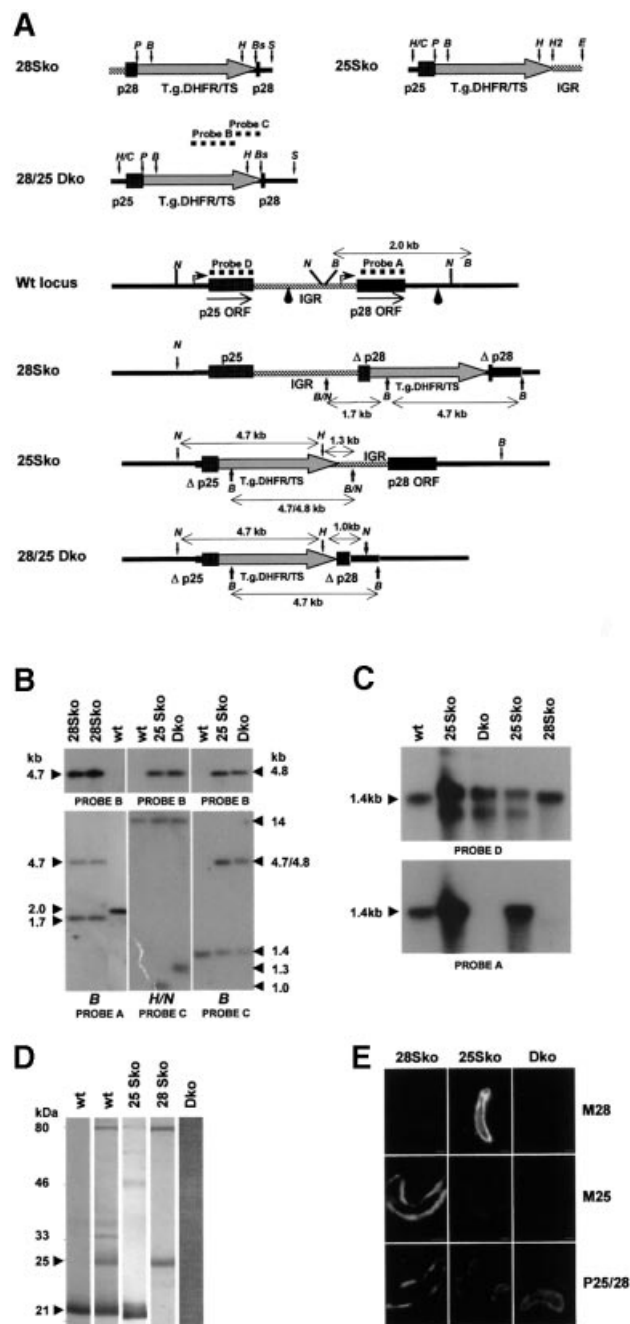 A
28Sko
P B H Bs S
p28 T.g.DHFR/TS p28
25Sko
H/C P B H H2 E
p25 T.g.DHFR/TS IGR
Probe C
Probe B
28/25 Dko
H/C P B H Bs S
p25 T.g.DHFR/TS p28
2.0 kb
Wt locus
N Probe D N B Probe A N B
IGR
p25 ORF p28 ORF
28Sko
N p25 Δ p28 Δ p28
IGR T.g.DHFR/TS
B/N B B
1.7 kb 4.7 kb
25Sko
N 4.7 kb H 1.3 kb IGR B
Δ p25 T.g.DHFR/TS p28 ORF
B B/N
4.7/4.8 kb
28/25 Dko
N 4.7 kb H 1.0kb N
Δ p25 T.g.DHFR/TS Δ p28
B B
4.7 kb
B
28Sko 28Sko wt wt 25 Sko Dko wt 25 Sko Dko
kb kb
4.7 4.8
PROBE B PROBE B PROBE B
14
4.7 4.7/4.8
2.0
1.7
1.4
1.3
1.0
B H/N B
PROBE A PROBE C PROBE C
C
wt 25 Sko Dko 25 Sko 28Sko
1.4kb
PROBE D
1.4kb
PROBE A
D
wt wt 25 Sko 28 Sko Dko
kDa
80
46
33
25
21
E
28Sko 25Sko Dko
M28
M25
P25/28